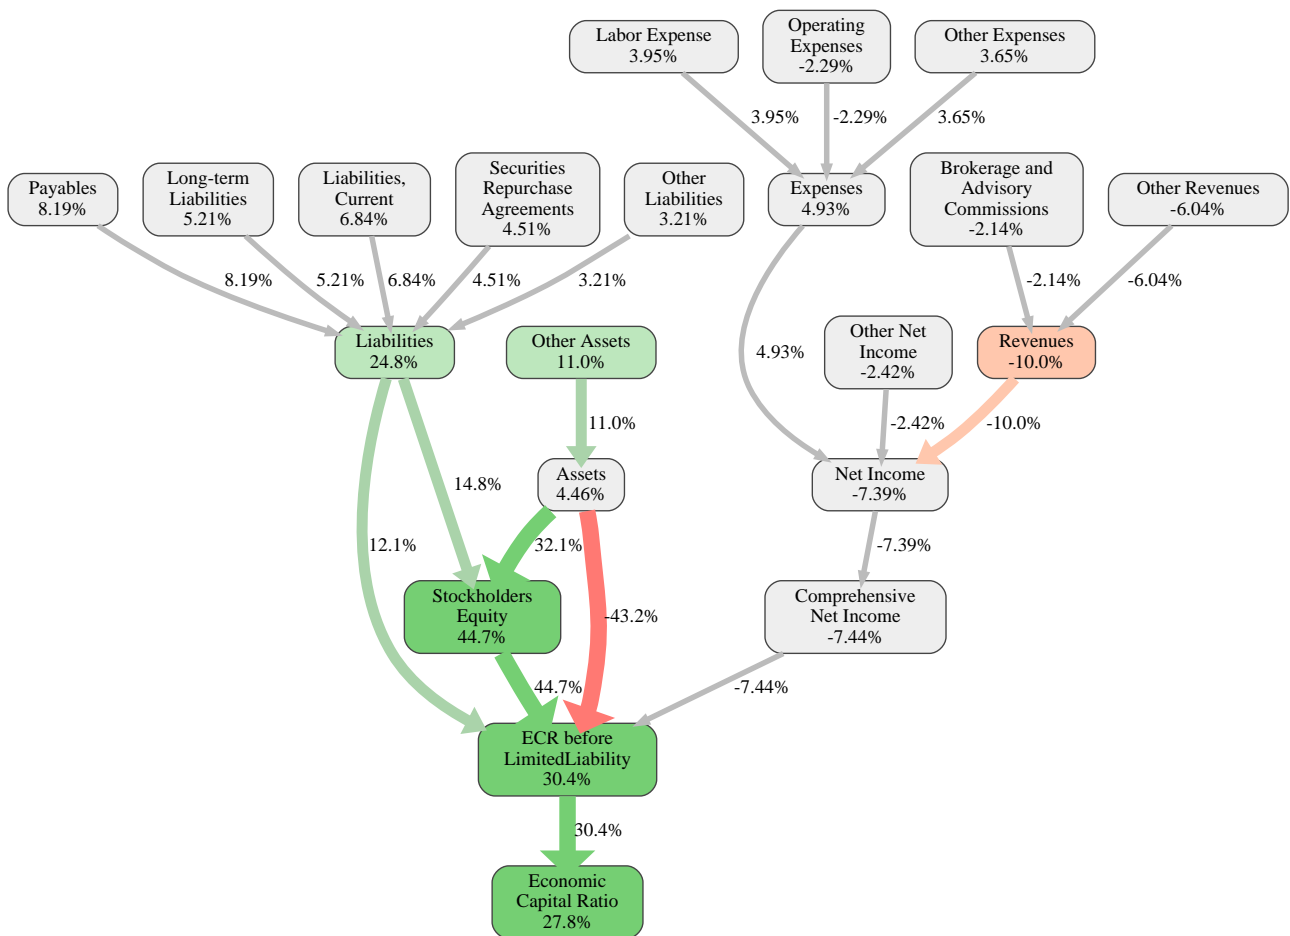 Labor Expense
3.95%
Operating
Expenses
-2.29%
Other Expenses
3.65%
3.95%
-2.29%
3.65%
Payables
8.19%
Long-term
Liabilities
5.21%
Liabilities,
Current
6.84%
Securities
Repurchase
Agreements
4.51%
Other
Liabilities
3.21%
Expenses
4.93%
Brokerage and
Advisory
Commissions
-2.14%
Other Revenues
-6.04%
8.19%
5.21%
6.84%
4.51%
3.21%
-2.14%
-6.04%
Liabilities
24.8%
Other Assets
11.0%
4.93%
Other Net
Income
-2.42%
Revenues
-10.0%
11.0%
-2.42%
-10.0%
14.8%
Assets
4.46%
Net Income
-7.39%
12.1%
32.1%
-7.39%
Stockholders
Equity
44.7%
-43.2%
Comprehensive
Net Income
-7.44%
44.7%
-7.44%
ECR before
LimitedLiability
30.4%
30.4%
Economic
Capital Ratio
27.8%